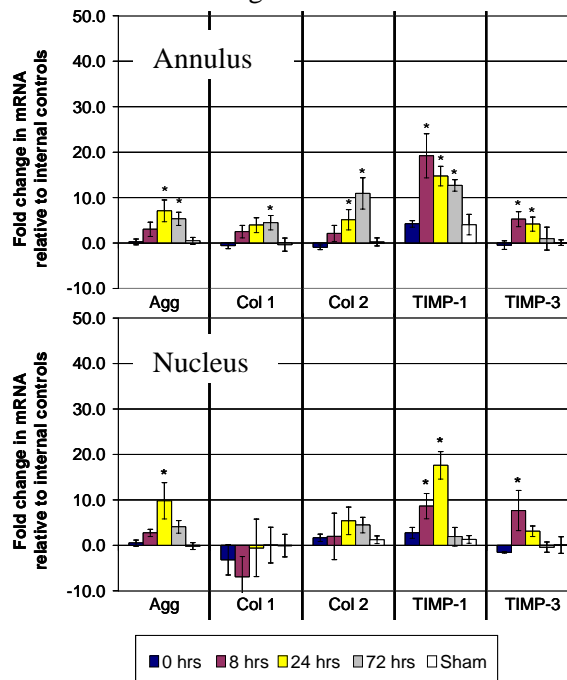 50.0
Annulus
40.0
30.0
20.0
10.0
0.0
-10.0
Fold change in mRNA
relative to internal controls
* * * * * * * * * *
Agg Col 1 Col 2 TIMP-1 TIMP-3
50.0
Nucleus
40.0
30.0
20.0
10.0
0.0
-10.0
Fold change in mRNA
relative to internal controls
* * * *
Agg Col 1 Col 2 TIMP-1 TIMP-3
0 hrs 8 hrs 24 hrs 72 hrs Sham